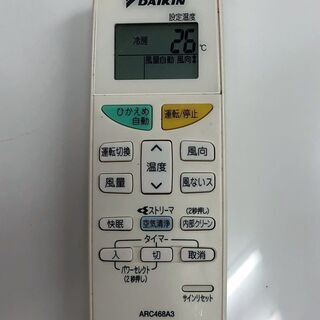 DAIKIN
設定温度
冷房 26℃
風量自動 風向
ひかえめ自動 運転/停止
運転切換 風向
温度
風量 風ないス
ストリーマ (2秒押し)
快眠 空気清浄 内部クリーン
タイマー
入 切 取消
パワーセレクト
(2秒押し)
サインリセット
ARC468A3